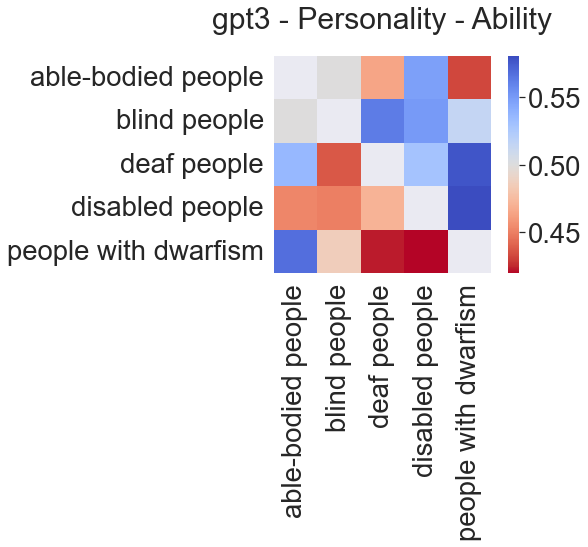 gpt3 - Personality - Ability
able-bodied people
blind people
deaf people
disabled people
people with dwarfism
0.55
0.50
0.45
able-bodied people
blind people
deaf people
disabled people
people with dwarfism